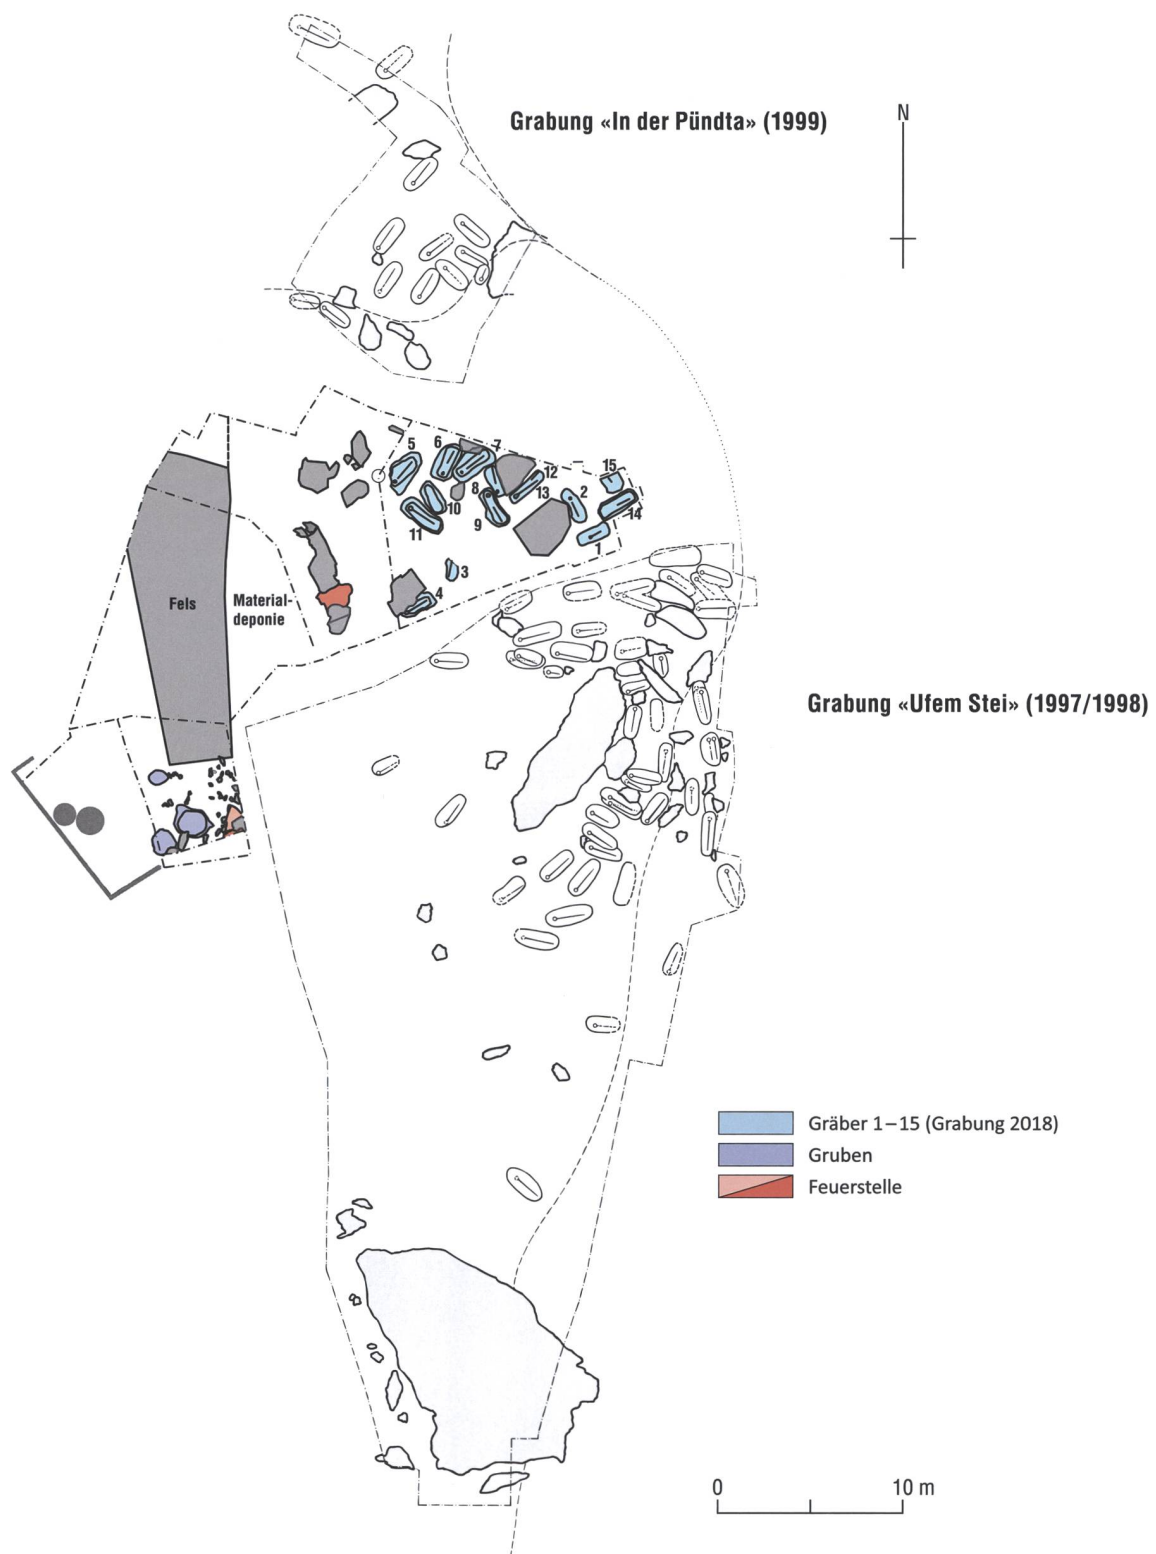 Grabung «In der Pündta» (1999)
N
5
6
7
8
12
15
13
2
10
9
11
14
1
3
4
Fels
Material-
deponie
Grabung «Ufem Stei» (1997/1998)
Gräber 1–15 (Grabung 2018)
Gruben
Feuerstelle
0
10 m